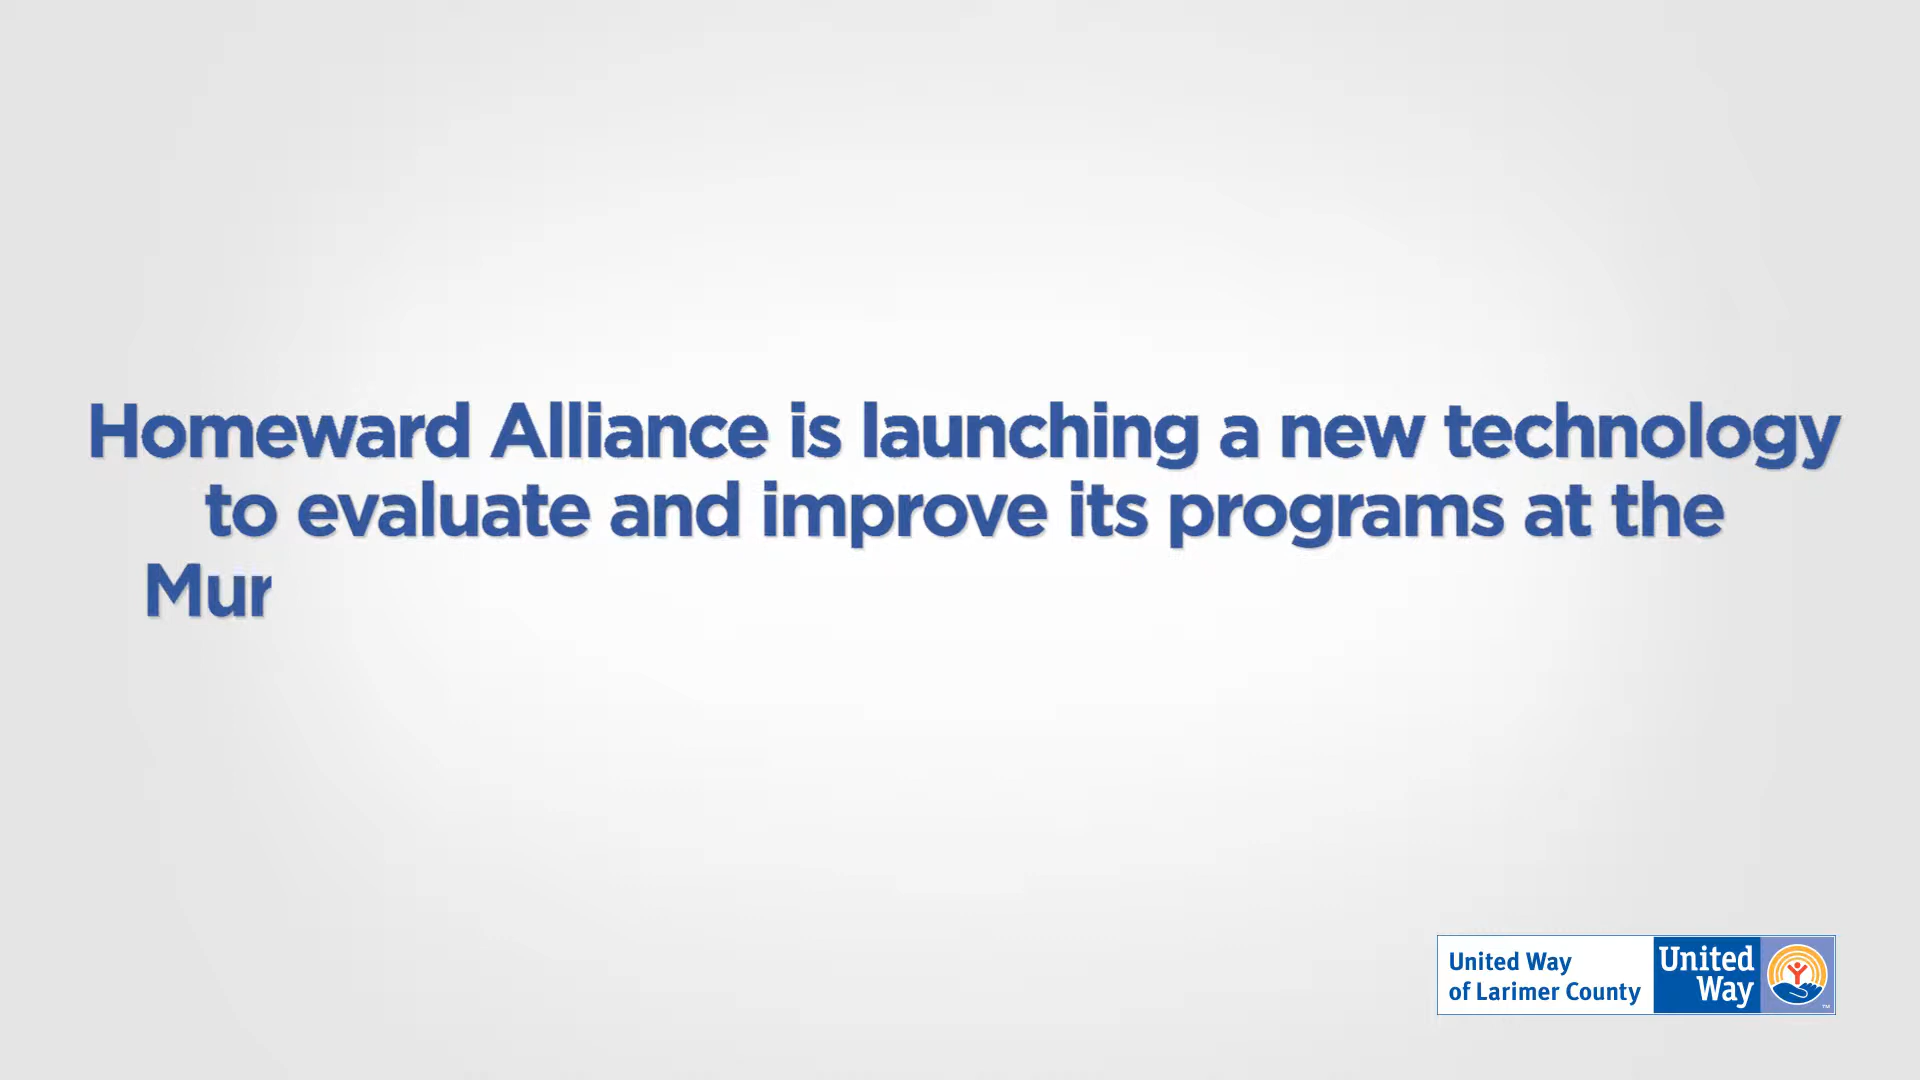 Homeward Alliance is launching a new technology
to evaluate and improve its programs at the
Mur
United Way
of Larimer County
United
Way
TM